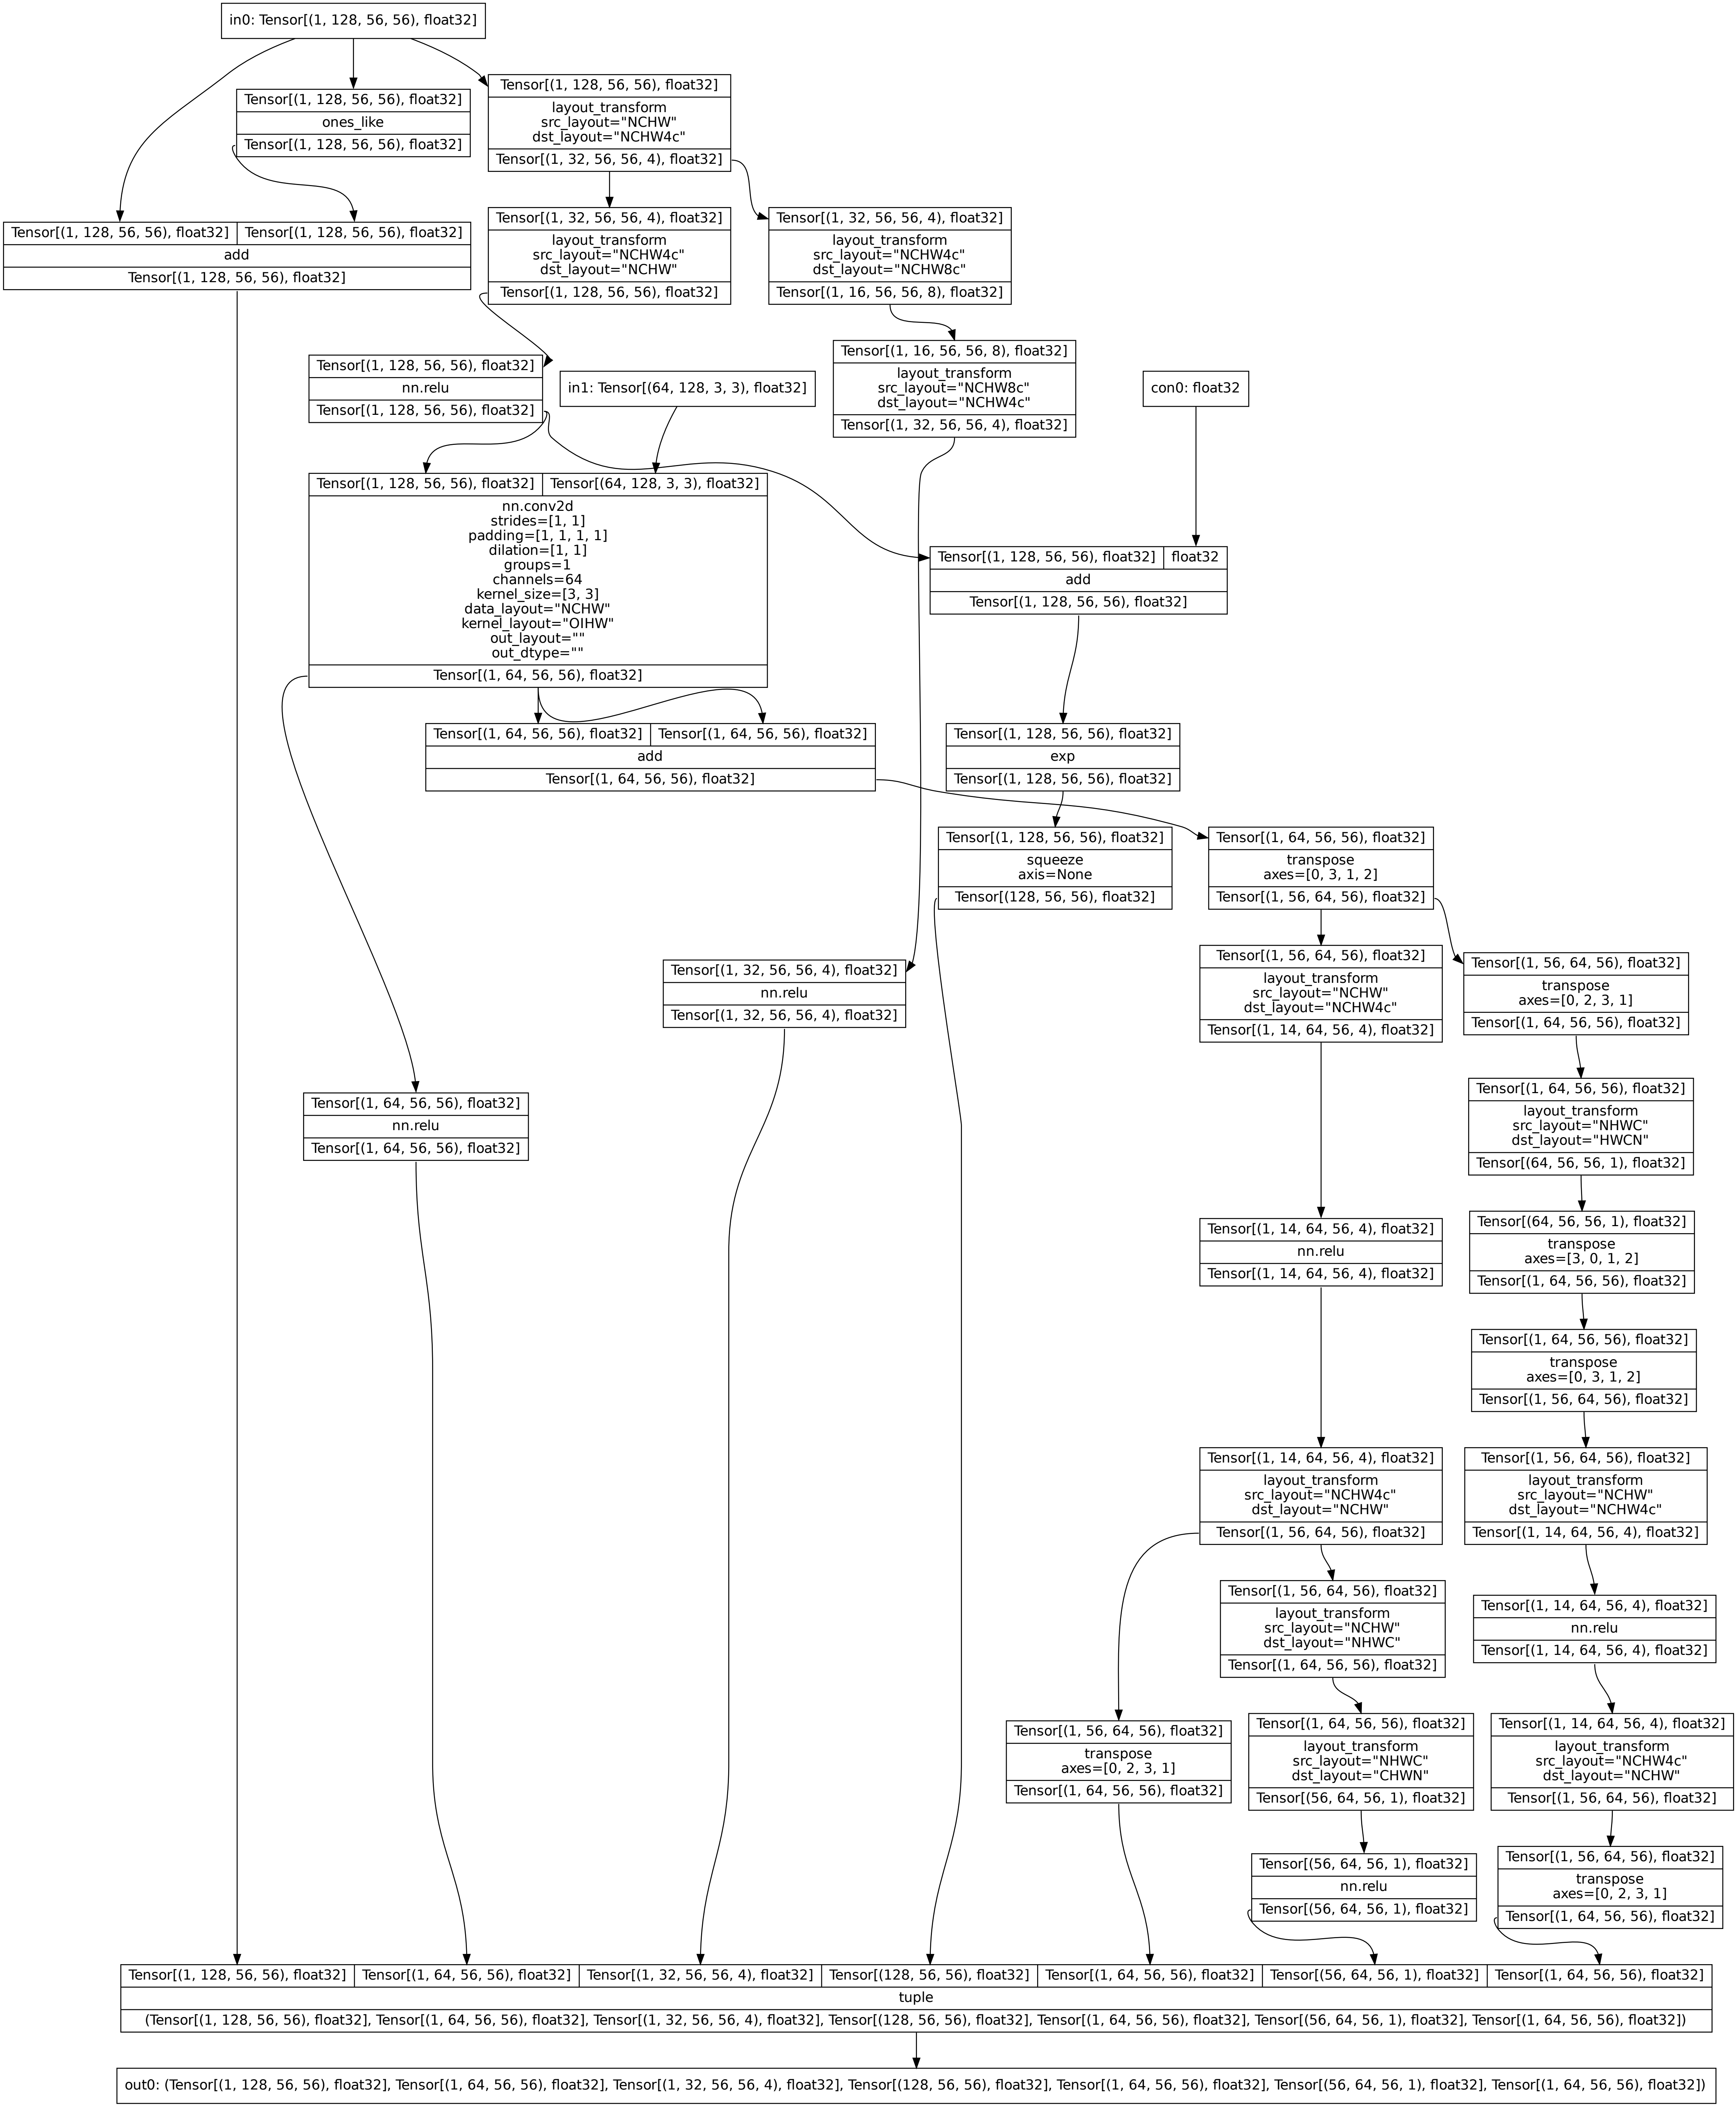 in0: Tensor[(1, 128, 56, 56), float32]
Tensor[(1, 128, 56, 56), float32]
layout_transform
src_layout="NCHW"
dst_layout="NCHW4c"
Tensor[(1, 32, 56, 56, 4), float32]
Tensor[(1, 128, 56, 56), float32]
ones_like
Tensor[(1, 128, 56, 56), float32]
Tensor[(1, 128, 56, 56), float32] Tensor[(1, 128, 56, 56), float32]
add
Tensor[(1, 128, 56, 56), float32]
Tensor[(1, 32, 56, 56, 4), float32]
layout_transform
src_layout="NCHW4c"
dst_layout="NCHW"
Tensor[(1, 128, 56, 56), float32]
Tensor[(1, 32, 56, 56, 4), float32]
layout_transform
src_layout="NCHW4c"
dst_layout="NCHW8c"
Tensor[(1, 16, 56, 56, 8), float32]
Tensor[(1, 16, 56, 56, 8), float32]
layout_transform
src_layout="NCHW8c"
dst_layout="NCHW4c"
Tensor[(1, 32, 56, 56, 4), float32]
Tensor[(1, 128, 56, 56), float32]
nn.relu
Tensor[(1, 128, 56, 56), float32]
in1: Tensor[(64, 128, 3, 3), float32]
con0: float32
Tensor[(1, 128, 56, 56), float32] Tensor[(64, 128, 3, 3), float32]
nn.conv2d
strides=[1, 1]
padding=[1, 1, 1, 1]
dilation=[1, 1]
groups=1
channels=64
kernel_size=[3, 3]
data_layout="NCHW"
kernel_layout="OIHW"
out_layout=""
out_dtype=""
Tensor[(1, 64, 56, 56), float32]
Tensor[(1, 128, 56, 56), float32] float32
add
Tensor[(1, 128, 56, 56), float32]
Tensor[(1, 64, 56, 56), float32] Tensor[(1, 64, 56, 56), float32]
add
Tensor[(1, 64, 56, 56), float32]
Tensor[(1, 128, 56, 56), float32]
exp
Tensor[(1, 128, 56, 56), float32]
Tensor[(1, 128, 56, 56), float32]
squeeze
axis=None
Tensor[(128, 56, 56), float32]
Tensor[(1, 64, 56, 56), float32]
transpose
axes=[0, 3, 1, 2]
Tensor[(1, 56, 64, 56), float32]
Tensor[(1, 56, 64, 56), float32]
layout_transform
src_layout="NCHW"
dst_layout="NCHW4c"
Tensor[(1, 14, 64, 56, 4), float32]
Tensor[(1, 56, 64, 56), float32]
transpose
axes=[0, 2, 3, 1]
Tensor[(1, 64, 56, 56), float32]
Tensor[(1, 32, 56, 56, 4), float32]
nn.relu
Tensor[(1, 32, 56, 56, 4), float32]
Tensor[(1, 64, 56, 56), float32]
layout_transform
src_layout="NHWC"
dst_layout="HWCN"
Tensor[(64, 56, 56, 1), float32]
Tensor[(1, 64, 56, 56), float32]
nn.relu
Tensor[(1, 64, 56, 56), float32]
Tensor[(1, 14, 64, 56, 4), float32]
nn.relu
Tensor[(1, 14, 64, 56, 4), float32]
Tensor[(64, 56, 56, 1), float32]
transpose
axes=[3, 0, 1, 2]
Tensor[(1, 64, 56, 56), float32]
Tensor[(1, 64, 56, 56), float32]
transpose
axes=[0, 3, 1, 2]
Tensor[(1, 56, 64, 56), float32]
Tensor[(1, 14, 64, 56, 4), float32]
layout_transform
src_layout="NCHW4c"
dst_layout="NCHW"
Tensor[(1, 56, 64, 56), float32]
Tensor[(1, 56, 64, 56), float32]
layout_transform
src_layout="NCHW"
dst_layout="NCHW4c"
Tensor[(1, 14, 64, 56, 4), float32]
Tensor[(1, 56, 64, 56), float32]
layout_transform
src_layout="NCHW"
dst_layout="NHWC"
Tensor[(1, 64, 56, 56), float32]
Tensor[(1, 14, 64, 56, 4), float32]
nn.relu
Tensor[(1, 14, 64, 56, 4), float32]
Tensor[(1, 56, 64, 56), float32]
transpose
axes=[0, 2, 3, 1]
Tensor[(1, 64, 56, 56), float32]
Tensor[(1, 64, 56, 56), float32]
layout_transform
src_layout="NHWC"
dst_layout="CHWN"
Tensor[(56, 64, 56, 1), float32]
Tensor[(1, 14, 64, 56, 4), float32]
layout_transform
src_layout="NCHW4c"
dst_layout="NCHW"
Tensor[(1, 56, 64, 56), float32]
Tensor[(56, 64, 56, 1), float32]
nn.relu
Tensor[(56, 64, 56, 1), float32]
Tensor[(1, 56, 64, 56), float32]
transpose
axes=[0, 2, 3, 1]
Tensor[(1, 64, 56, 56), float32]
Tensor[(1, 128, 56, 56), float32] Tensor[(1, 64, 56, 56), float32] Tensor[(1, 32, 56, 56, 4), float32] Tensor[(128, 56, 56), float32] Tensor[(1, 64, 56, 56), float32] Tensor[(56, 64, 56, 1), float32] Tensor[(1, 64, 56, 56), float32]
tuple
(Tensor[(1, 128, 56, 56), float32], Tensor[(1, 64, 56, 56), float32], Tensor[(1, 32, 56, 56, 4), float32], Tensor[(128, 56, 56), float32], Tensor[(1, 64, 56, 56), float32], Tensor[(56, 64, 56, 1), float32], Tensor[(1, 64, 56, 56), float32])
out0: (Tensor[(1, 128, 56, 56), float32], Tensor[(1, 64, 56, 56), float32], Tensor[(1, 32, 56, 56, 4), float32], Tensor[(128, 56, 56), float32], Tensor[(1, 64, 56, 56), float32], Tensor[(56, 64, 56, 1), float32], Tensor[(1, 64, 56, 56), float32])